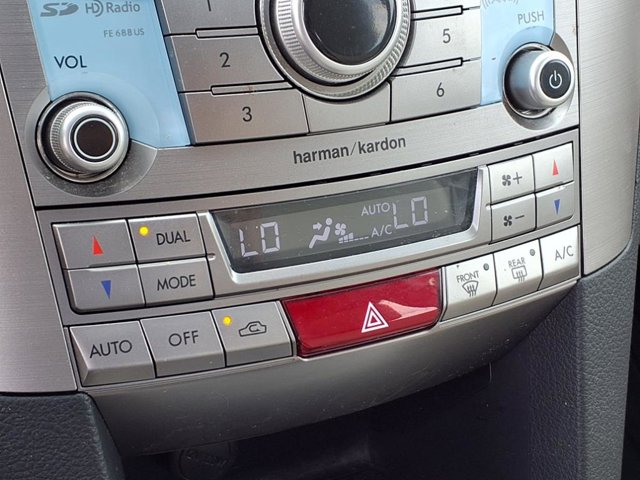 SD HD Radio
FE 688 US
VOL
1
2
3
5
6
PUSH
harman/kardon
DUAL
MODE
LO
AUTO
A/C
LO
+
-
AUTO
OFF
FRONT
REAR
A/C